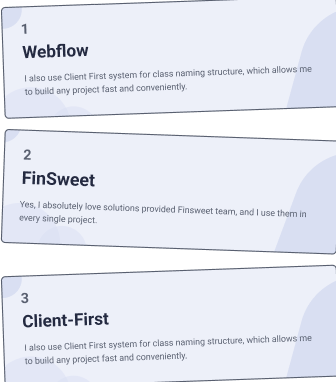 1
Webflow
I also use Client First system for class naming structure, which allows me
to build any project fast and conveniently.
2
FinSweet
Yes, I absolutely love solutions provided Finsweet team, and I use them in
every single project.
3
Client-First
I also use Client First system for class naming structure, which allows me
to build any project fast and conveniently.